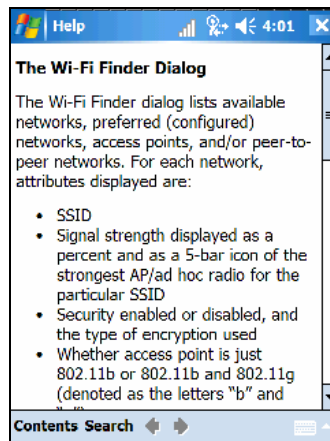 Help 4:01
The Wi-Fi Finder Dialog
The Wi-Fi Finder dialog lists available
networks, preferred (configured)
networks, access points, and/or peer-to-
peer networks. For each network,
attributes displayed are:
• SSID
• Signal strength displayed as a
percent and as a 5-bar icon of the
strongest AP/ad hoc radio for the
particular SSID
• Security enabled or disabled, and
the type of encryption used
• Whether access point is just
802.11b or 802.11b and 802.11g
(denoted as the letters "b" and
Contents Search